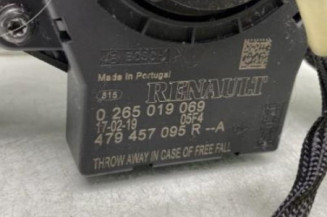 Made in Portugal
RENAULT
0 265 019 069
17-02-19 05F4
479 457 095 R --A
THROW AWAY IN CASE OF FREE FALL